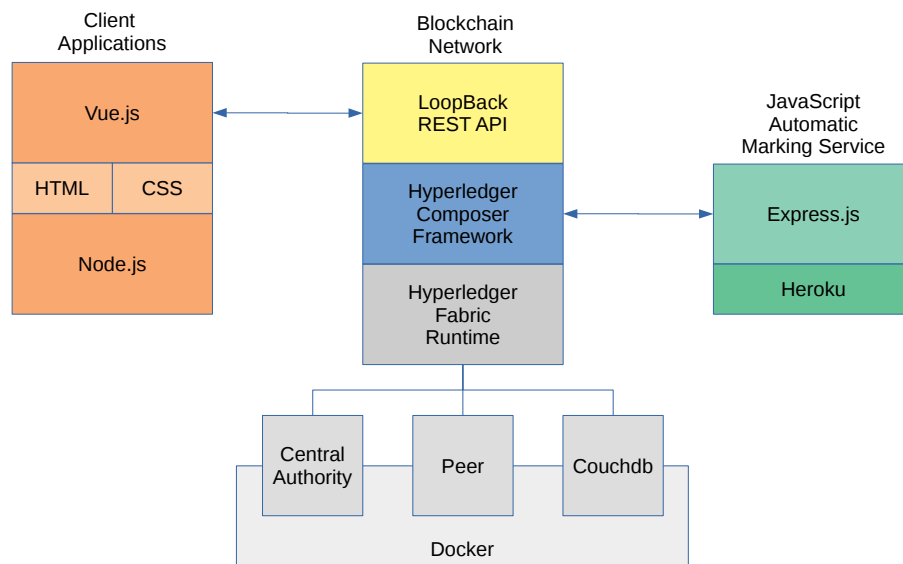 Client
Applications
Vue.js
HTML
CSS
Node.js
Blockchain
Network
LoopBack
REST API
Hyperledger
Composer
Framework
Hyperledger
Fabric
Runtime
JavaScript
Automatic
Marking Service
Express.js
Heroku
Central
Authority
Peer
Couchdb
Docker